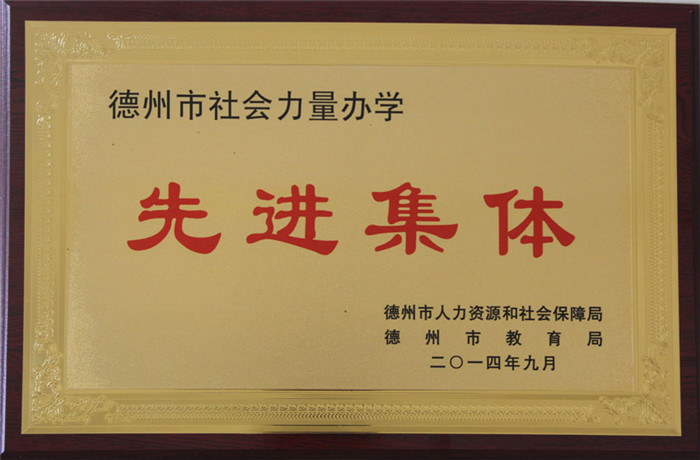 德州市社会力量办学
先进集体
德州市人力资源和社会保障局
德州市教育局
二〇一四年九月